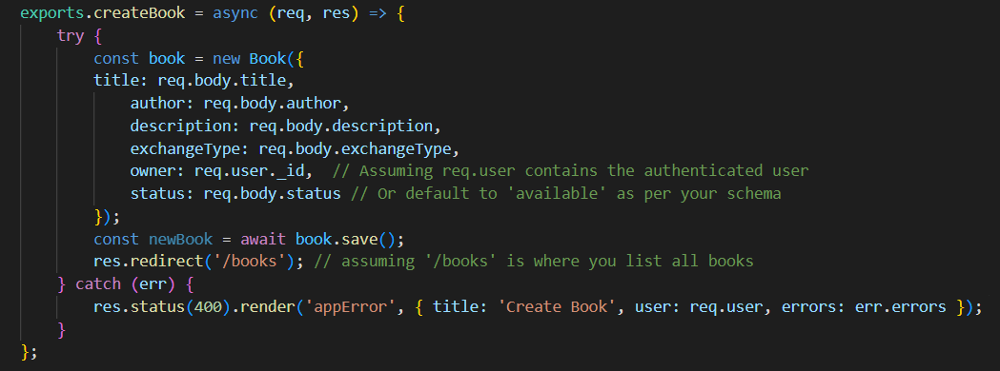 exports.createBook = async (req, res) => {
    try {
        const book = new Book({
        title: req.body.title,
            author: req.body.author,
            description: req.body.description,
            exchangeType: req.body.exchangeType,
            owner: req.user._id,  // Assuming req.user contains the authenticated user
            status: req.body.status // Or default to 'available' as per your schema
        });
        const newBook = await book.save();
        res.redirect('/books'); // assuming '/books' is where you list all books
    } catch (err) {
        res.status(400).render('appError', { title: 'Create Book', user: req.user, errors: err.errors });
    }
};